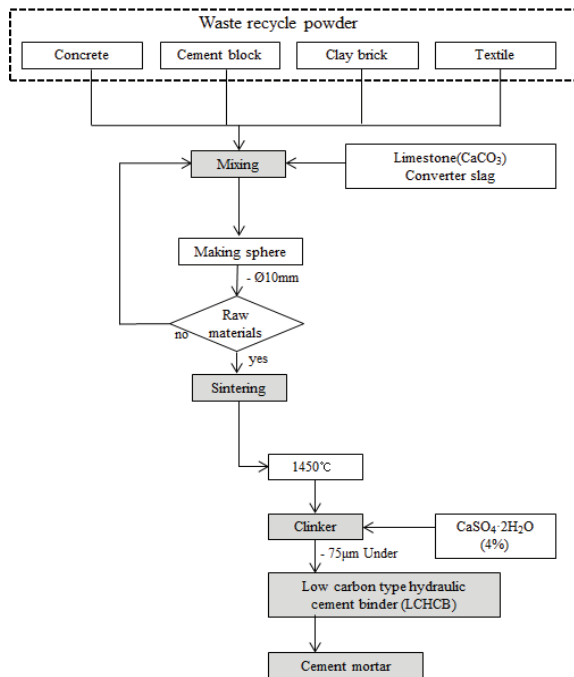 Waste recycle powder
Concrete
Cement block
Clay brick
Textile
Mixing
Limestone(CaCO₃)
Converter slag
Making sphere
- Ø10mm
Raw
materials
no
yes
Sintering
1450℃
Clinker
CaSO₄·2H₂O
(4%)
- 75μm Under
Low carbon type hydraulic
cement binder (LCHCB)
Cement mortar